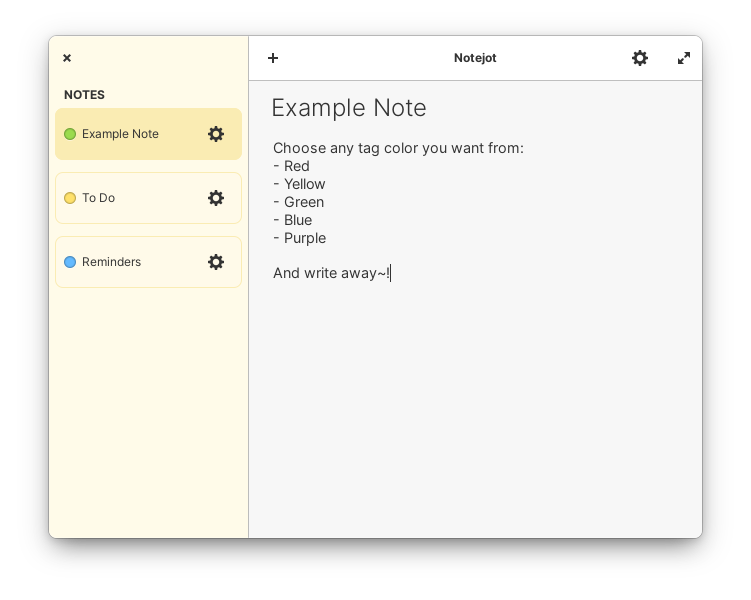 Notejot
NOTES
Example Note
To Do
Reminders
Example Note
Choose any tag color you want from:
- Red
- Yellow
- Green
- Blue
- Purple
And write away~!